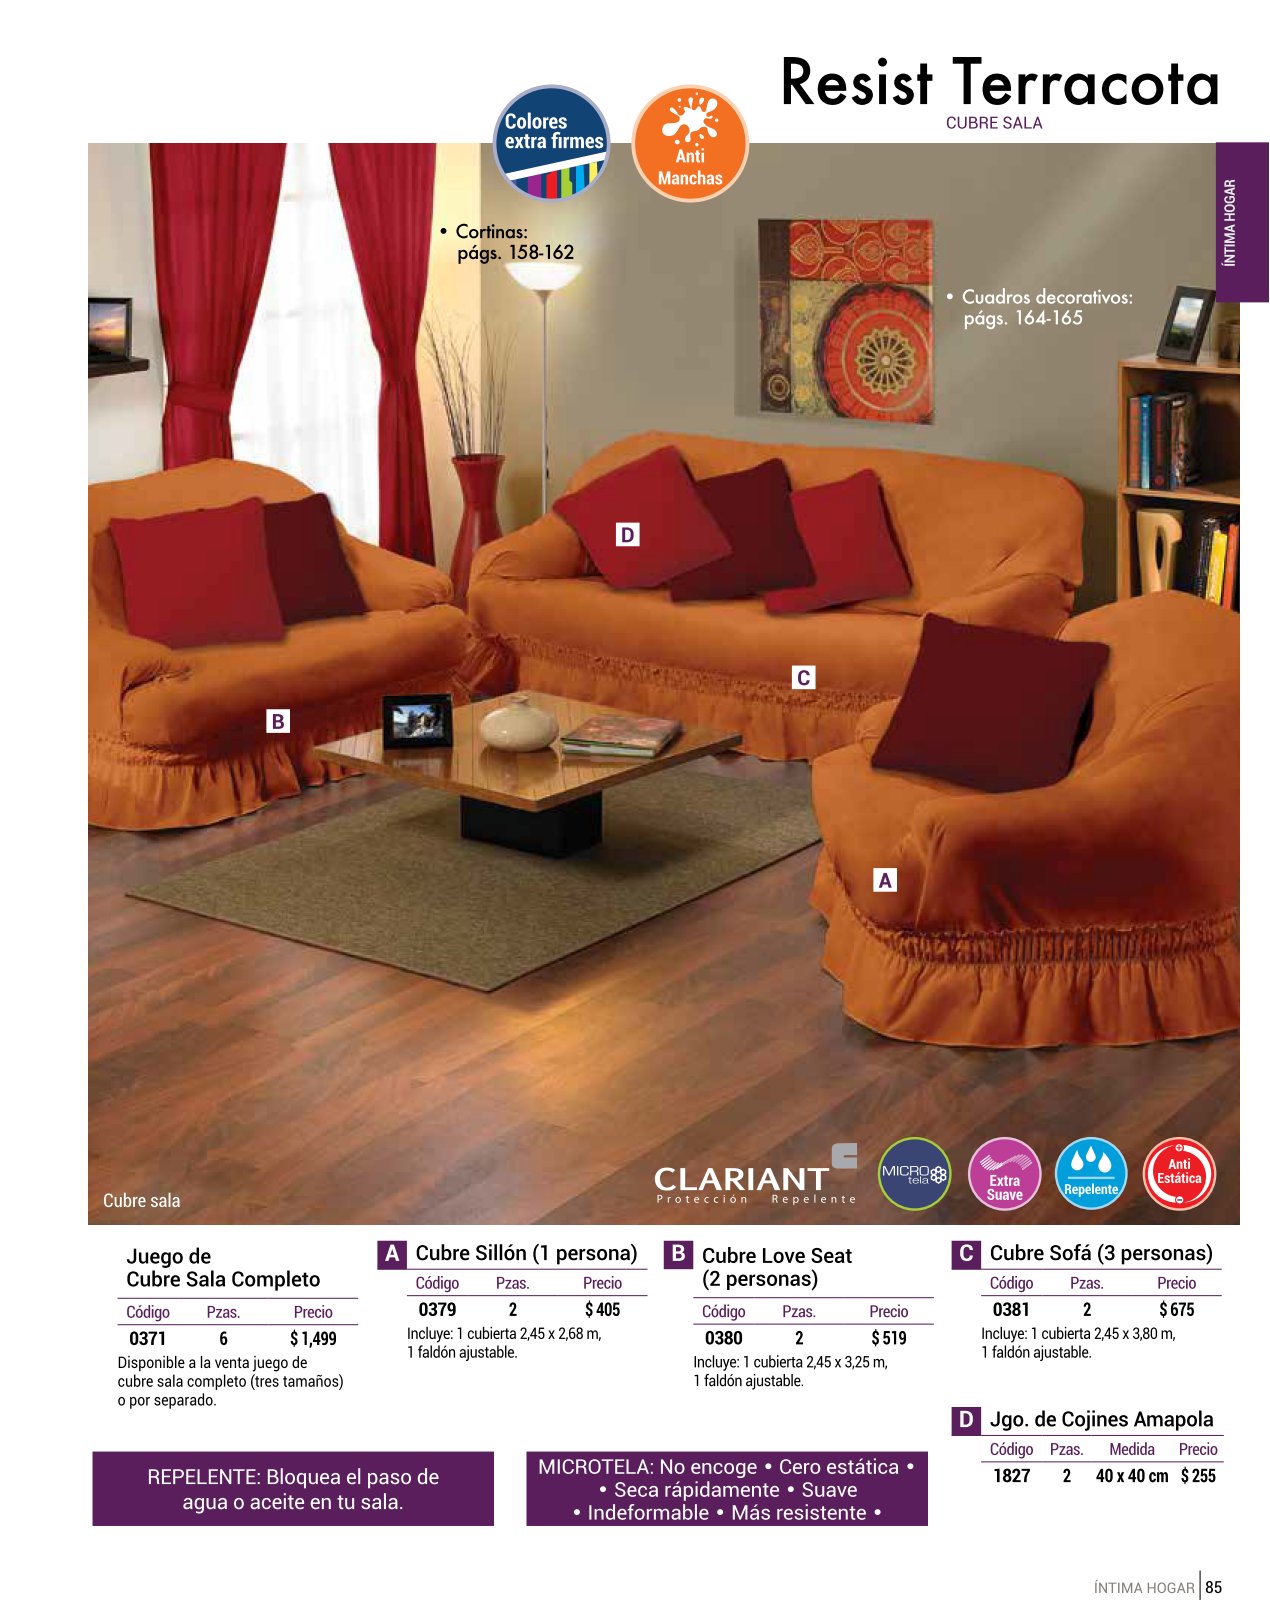 Resist Terracota
CUBRE SALA
Colores
extra firmes
Anti
Manchas
ÍNTIMA HOGAR
• Cortinas:
págs. 158-162
• Cuadros decorativos:
págs. 164-165
D
C
B
A
Cubre sala
CLARIANT
Protección Repelente
MICRO
tela
Extra
Suave
Repelente
Anti
Estática
Juego de
Cubre Sala Completo
Código Pzas. Precio
0371 6 $ 1,499
Disponible a la venta juego de
cubre sala completo (tres tamaños)
o por separado.
A Cubre Sillón (1 persona)
Código Pzas. Precio
0379 2 $ 405
Incluye: 1 cubierta 2,45 x 2,68 m,
1 faldón ajustable.
B Cubre Love Seat
(2 personas)
Código Pzas. Precio
0380 2 $ 519
Incluye: 1 cubierta 2,45 x 3,25 m,
1 faldón ajustable.
C Cubre Sofá (3 personas)
Código Pzas. Precio
0381 2 $ 675
Incluye: 1 cubierta 2,45 x 3,80 m,
1 faldón ajustable.
D Jgo. de Cojines Amapola
Código Pzas. Medida Precio
1827 2 40 x 40 cm $ 255
REPELENTE: Bloquea el paso de
agua o aceite en tu sala.
MICROTELA: No encoge • Cero estática •
• Seca rápidamente • Suave
• Indeformable • Más resistente •
ÍNTIMA HOGAR 85